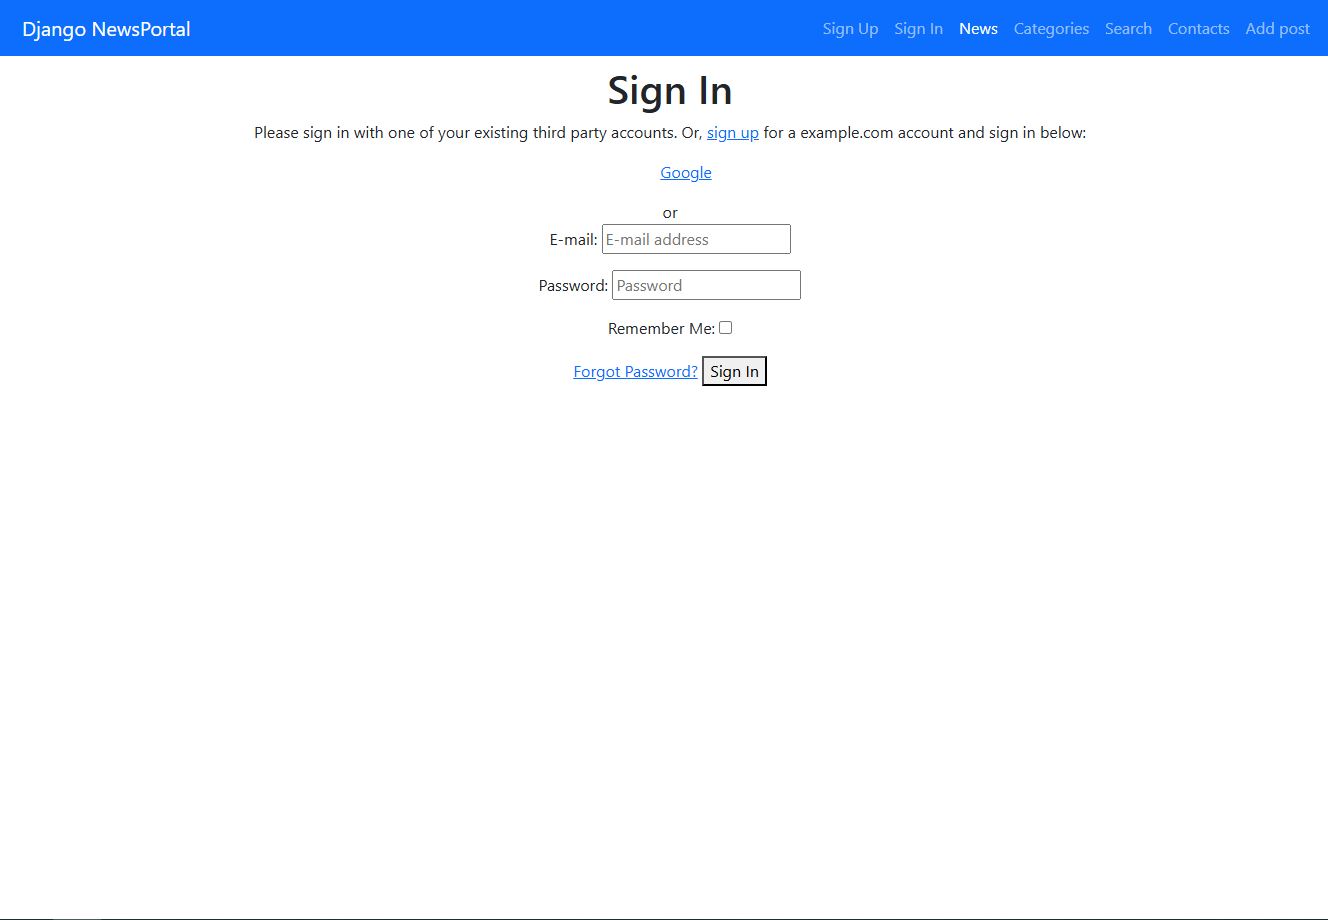 Django NewsPortal Sign Up Sign In News Categories Search Contacts Add post
Sign In
Please sign in with one of your existing third party accounts. Or, sign up for a example.com account and sign in below:
Google
or
E-mail: E-mail address
Password: Password
Remember Me:
Forgot Password? Sign In